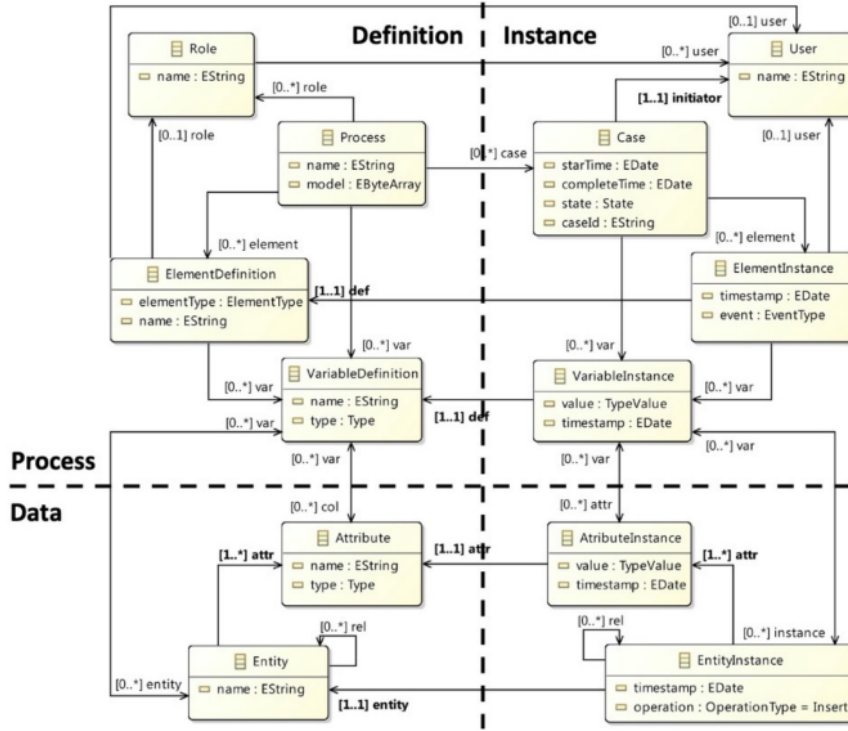 [0..1] user
Definition
Instance
Role
name : EString
[0..*] user
User
name : EString
[0..*] role
[1..1] initiator
[0..1] role
Process
name : EString
model : EByteArray
[0..*] case
Case
starTime : EDate
completeTime : EDate
state : State
caseId : EString
[0..1] user
[0..*] element
[0..*] element
ElementDefinition
elementType : ElementType
name : EString
[1..1] def
ElementInstance
timestamp : EDate
event : EventType
[0..*] var
[0..*] var
[0..*] var
[0..*] var
VariableDefinition
name : EString
type : Type
VariableInstance
value : TypeValue
timestamp : EDate
[0..*] var
[1..1] def
[0..*] var
[0..*] var
[0..*] var
Process
Data
[0..*] col
[0..*] attr
Attribute
name : EString
type : Type
[1..*] attr
[1..1] attr
AtributeInstance
value : TypeValue
timestamp : EDate
[1..*] attr
[0..*] rel
[0..*] rel
[0..*] instance
Entity
name : EString
[0..*] entity
[1..1] entity
EntityInstance
timestamp : EDate
operation : OperationType = Insert